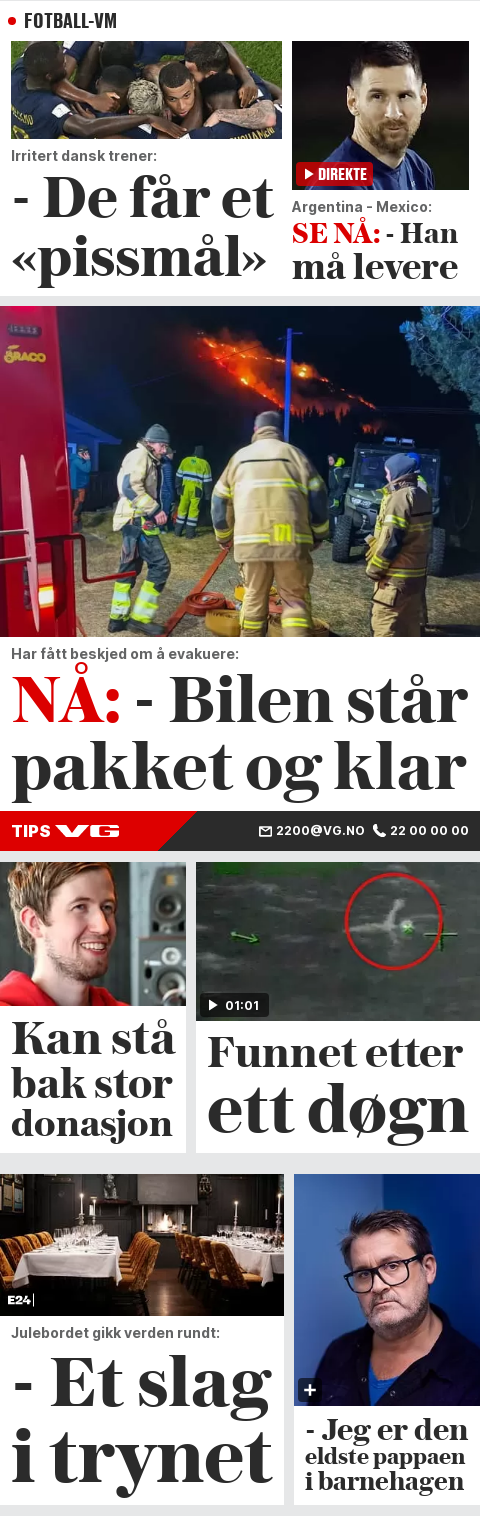 FOTBALL-VM
Irritert dansk trener:
- De får et
«pissmål»
DIREKTE
Argentina - Mexico:
SE NÅ: - Han
må levere
BRACO
171
Har fått beskjed om å evakuere:
NÅ: - Bilen står
pakket og klar
TIPS VG
2200@VG.NO
22 00 00 00
Kan stå
bak stor
donasjon
01:01
Funnet etter
ett døgn
E24
Julebordet gikk verden rundt:
- Et slag
i trynet
- Jeg er den
eldste pappaen
i barnehagen